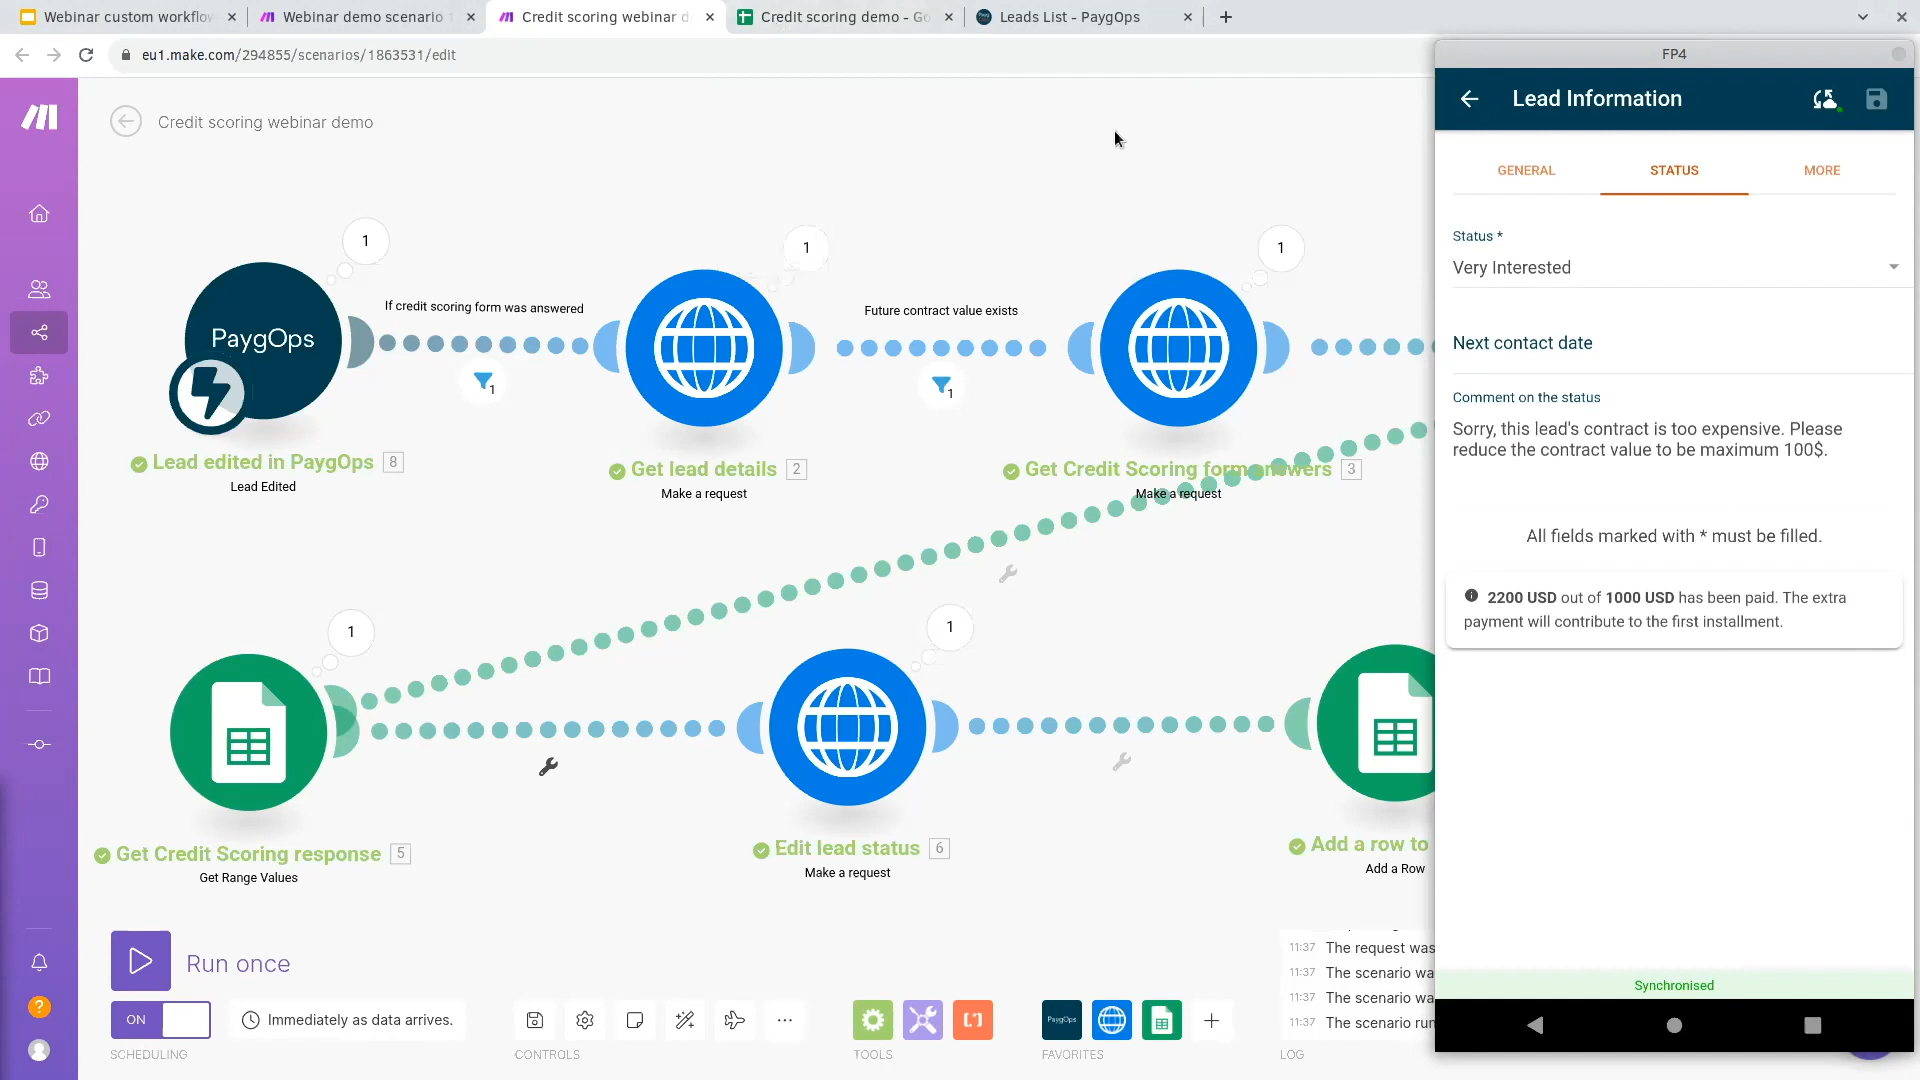 Webinar custom workflow
Webinar demo scenario 1
Credit scoring webinar d
Credit scoring demo - Go
Leads List - PaygOps
eu1.make.com/294855/scenarios/1863531/edit
Credit scoring webinar demo
1
1
1
If credit scoring form was answered
Future contract value exists
PaygOps
1
1
Lead edited in PaygOps 8
Lead Edited
Get lead details 2
Make a request
Get Credit Scoring form answers 3
Make a request
1
1
Get Credit Scoring response 5
Get Range Values
Edit lead status 6
Make a request
Add a row to
Add a Row
Run once
ON
Immediately as data arrives.
SCHEDULING
CONTROLS
TOOLS
PaygOps
FAVORITES
11:37 The request was
11:37 The scenario wa
11:37 The scenario wa
11:37 The scenario run
LOG
FP4
Lead Information
GENERAL
STATUS
MORE
Status *
Very Interested
Next contact date
Comment on the status
Sorry, this lead's contract is too expensive. Please
reduce the contract value to be maximum 100$.
All fields marked with * must be filled.
2200 USD out of 1000 USD has been paid. The extra
payment will contribute to the first installment.
Synchronised